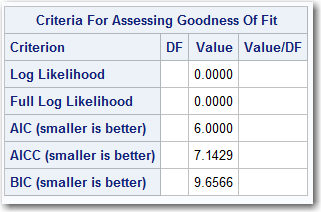 Criteria For Assessing Goodness Of Fit
Criterion DF Value Value/DF
Log Likelihood 0.0000
Full Log Likelihood 0.0000
AIC (smaller is better) 6.0000
AICC (smaller is better) 7.1429
BIC (smaller is better) 9.6566